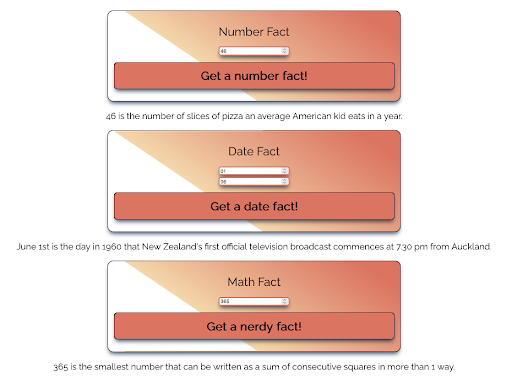 Number Fact
46
Get a number fact!
46 is the number of slices of pizza an average American kid eats in a year.
Date Fact
01
06
Get a date fact!
June 1st is the day in 1960 that New Zealand's first official television broadcast commences at 7.30 pm from Auckland.
Math Fact
365
Get a nerdy fact!
365 is the smallest number that can be written as a sum of consecutive squares in more than 1 way.